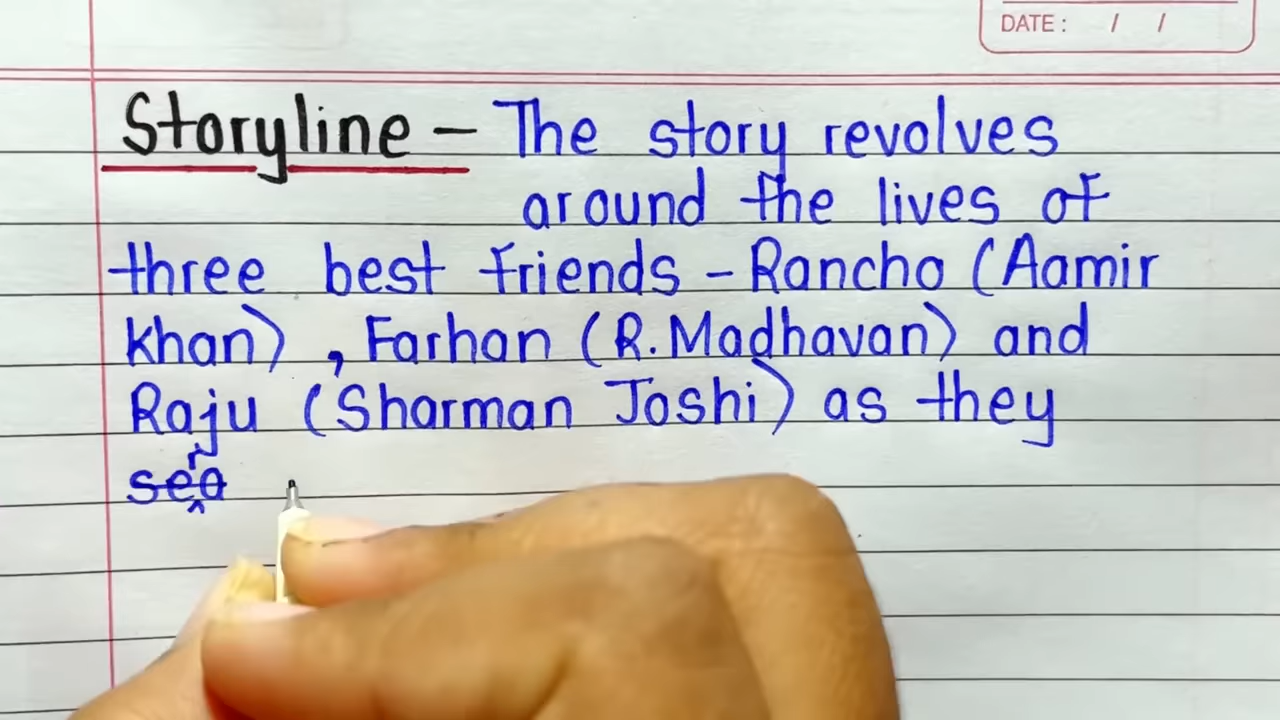 DATE : / /
Storyline – The story revolves
around the lives of
three best friends – Rancho (Aamir
Khan) , Farhan (R. Madhavan) and
Raju (Sharman Joshi) as they
sea